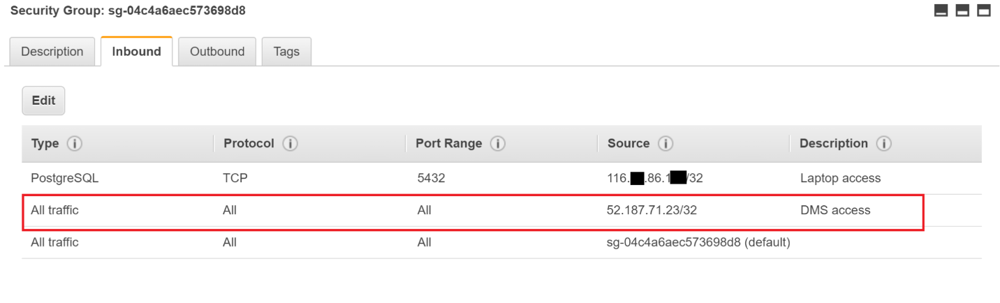 Security Group: sg-04c4a6aec573698d8
Description Inbound Outbound Tags
Edit
Type Protocol Port Range Source Description
PostgreSQL TCP 5432 116. .86.1 /32 Laptop access
All traffic All All 52.187.71.23/32 DMS access
All traffic All All sg-04c4a6aec573698d8 (default)